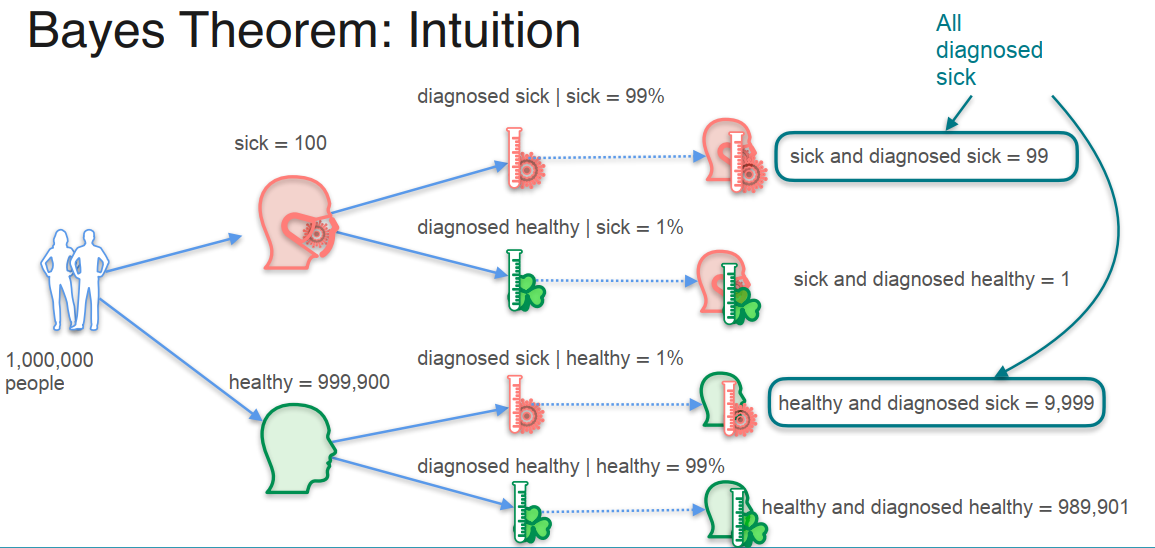 Bayes Theorem: Intuition
All
diagnosed
sick
diagnosed sick | sick = 99%
sick = 100
sick and diagnosed sick = 99
diagnosed healthy | sick = 1%
sick and diagnosed healthy = 1
1,000,000
people
diagnosed sick | healthy = 1%
healthy = 999,900
healthy and diagnosed sick = 9,999
diagnosed healthy | healthy = 99%
healthy and diagnosed healthy = 989,901